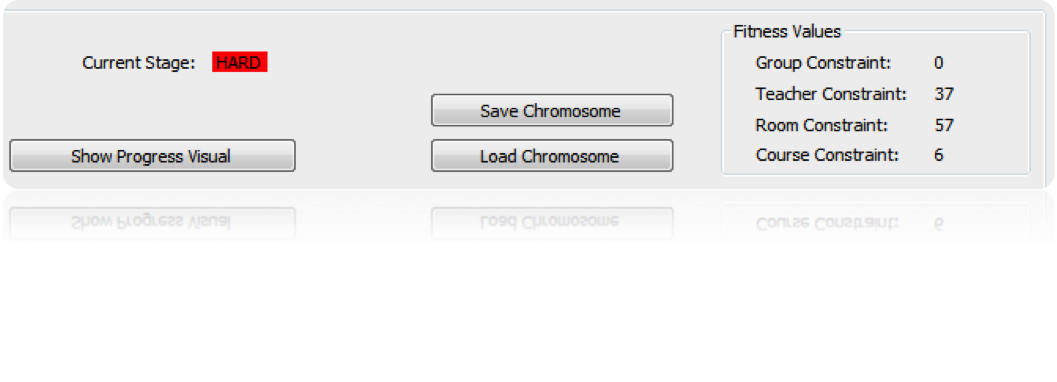 Current Stage: HARD
Show Progress Visual
Save Chromosome
Load Chromosome
Fitness Values
Group Constraint: 0
Teacher Constraint: 37
Room Constraint: 57
Course Constraint: 6